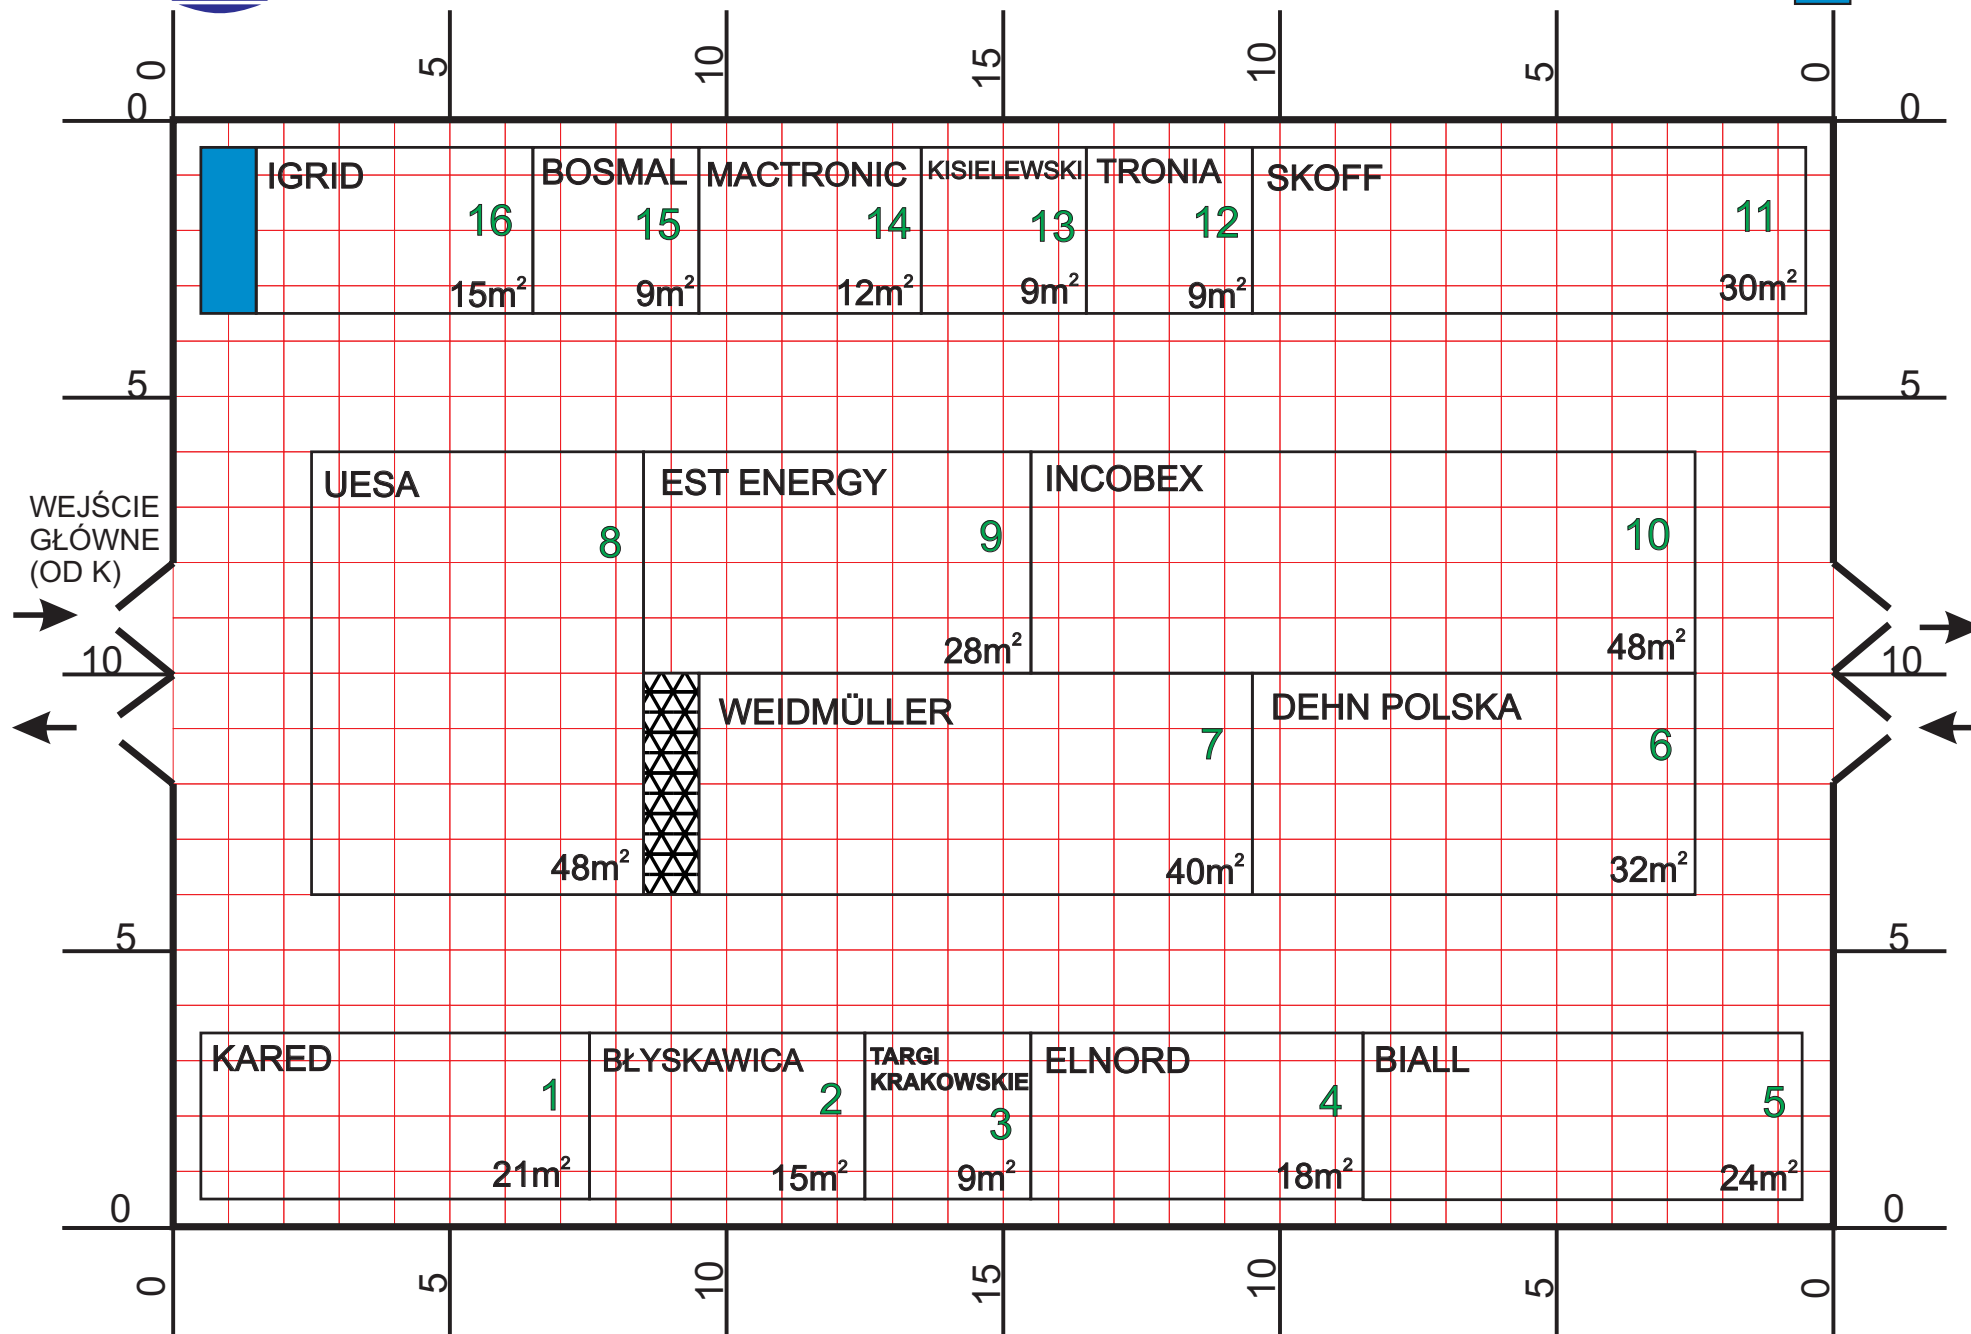 0 5 10 15 10 5 0
0 0
IGRID BOSMAL MACTRONIC KISIELEWSKI TRONIA SKOFF
16 15 14 13 12 11
15m² 9m² 12m² 9m² 9m² 30m²
5 5
UESA EST ENERGY INCOBEX
WEJŚCIE
GŁÓWNE
(OD K)
8 9 10
28m² 48m²
10 10
WEIDMÜLLER DEHN POLSKA
7 6
48m² 40m² 32m²
5 5
KARED BŁYSKAWICA TARGI
KRAKOWSKIE ELNORD BIALL
1 2 3 4 5
21m² 15m² 9m² 18m² 24m²
0 0
0 5 10 15 10 5 0